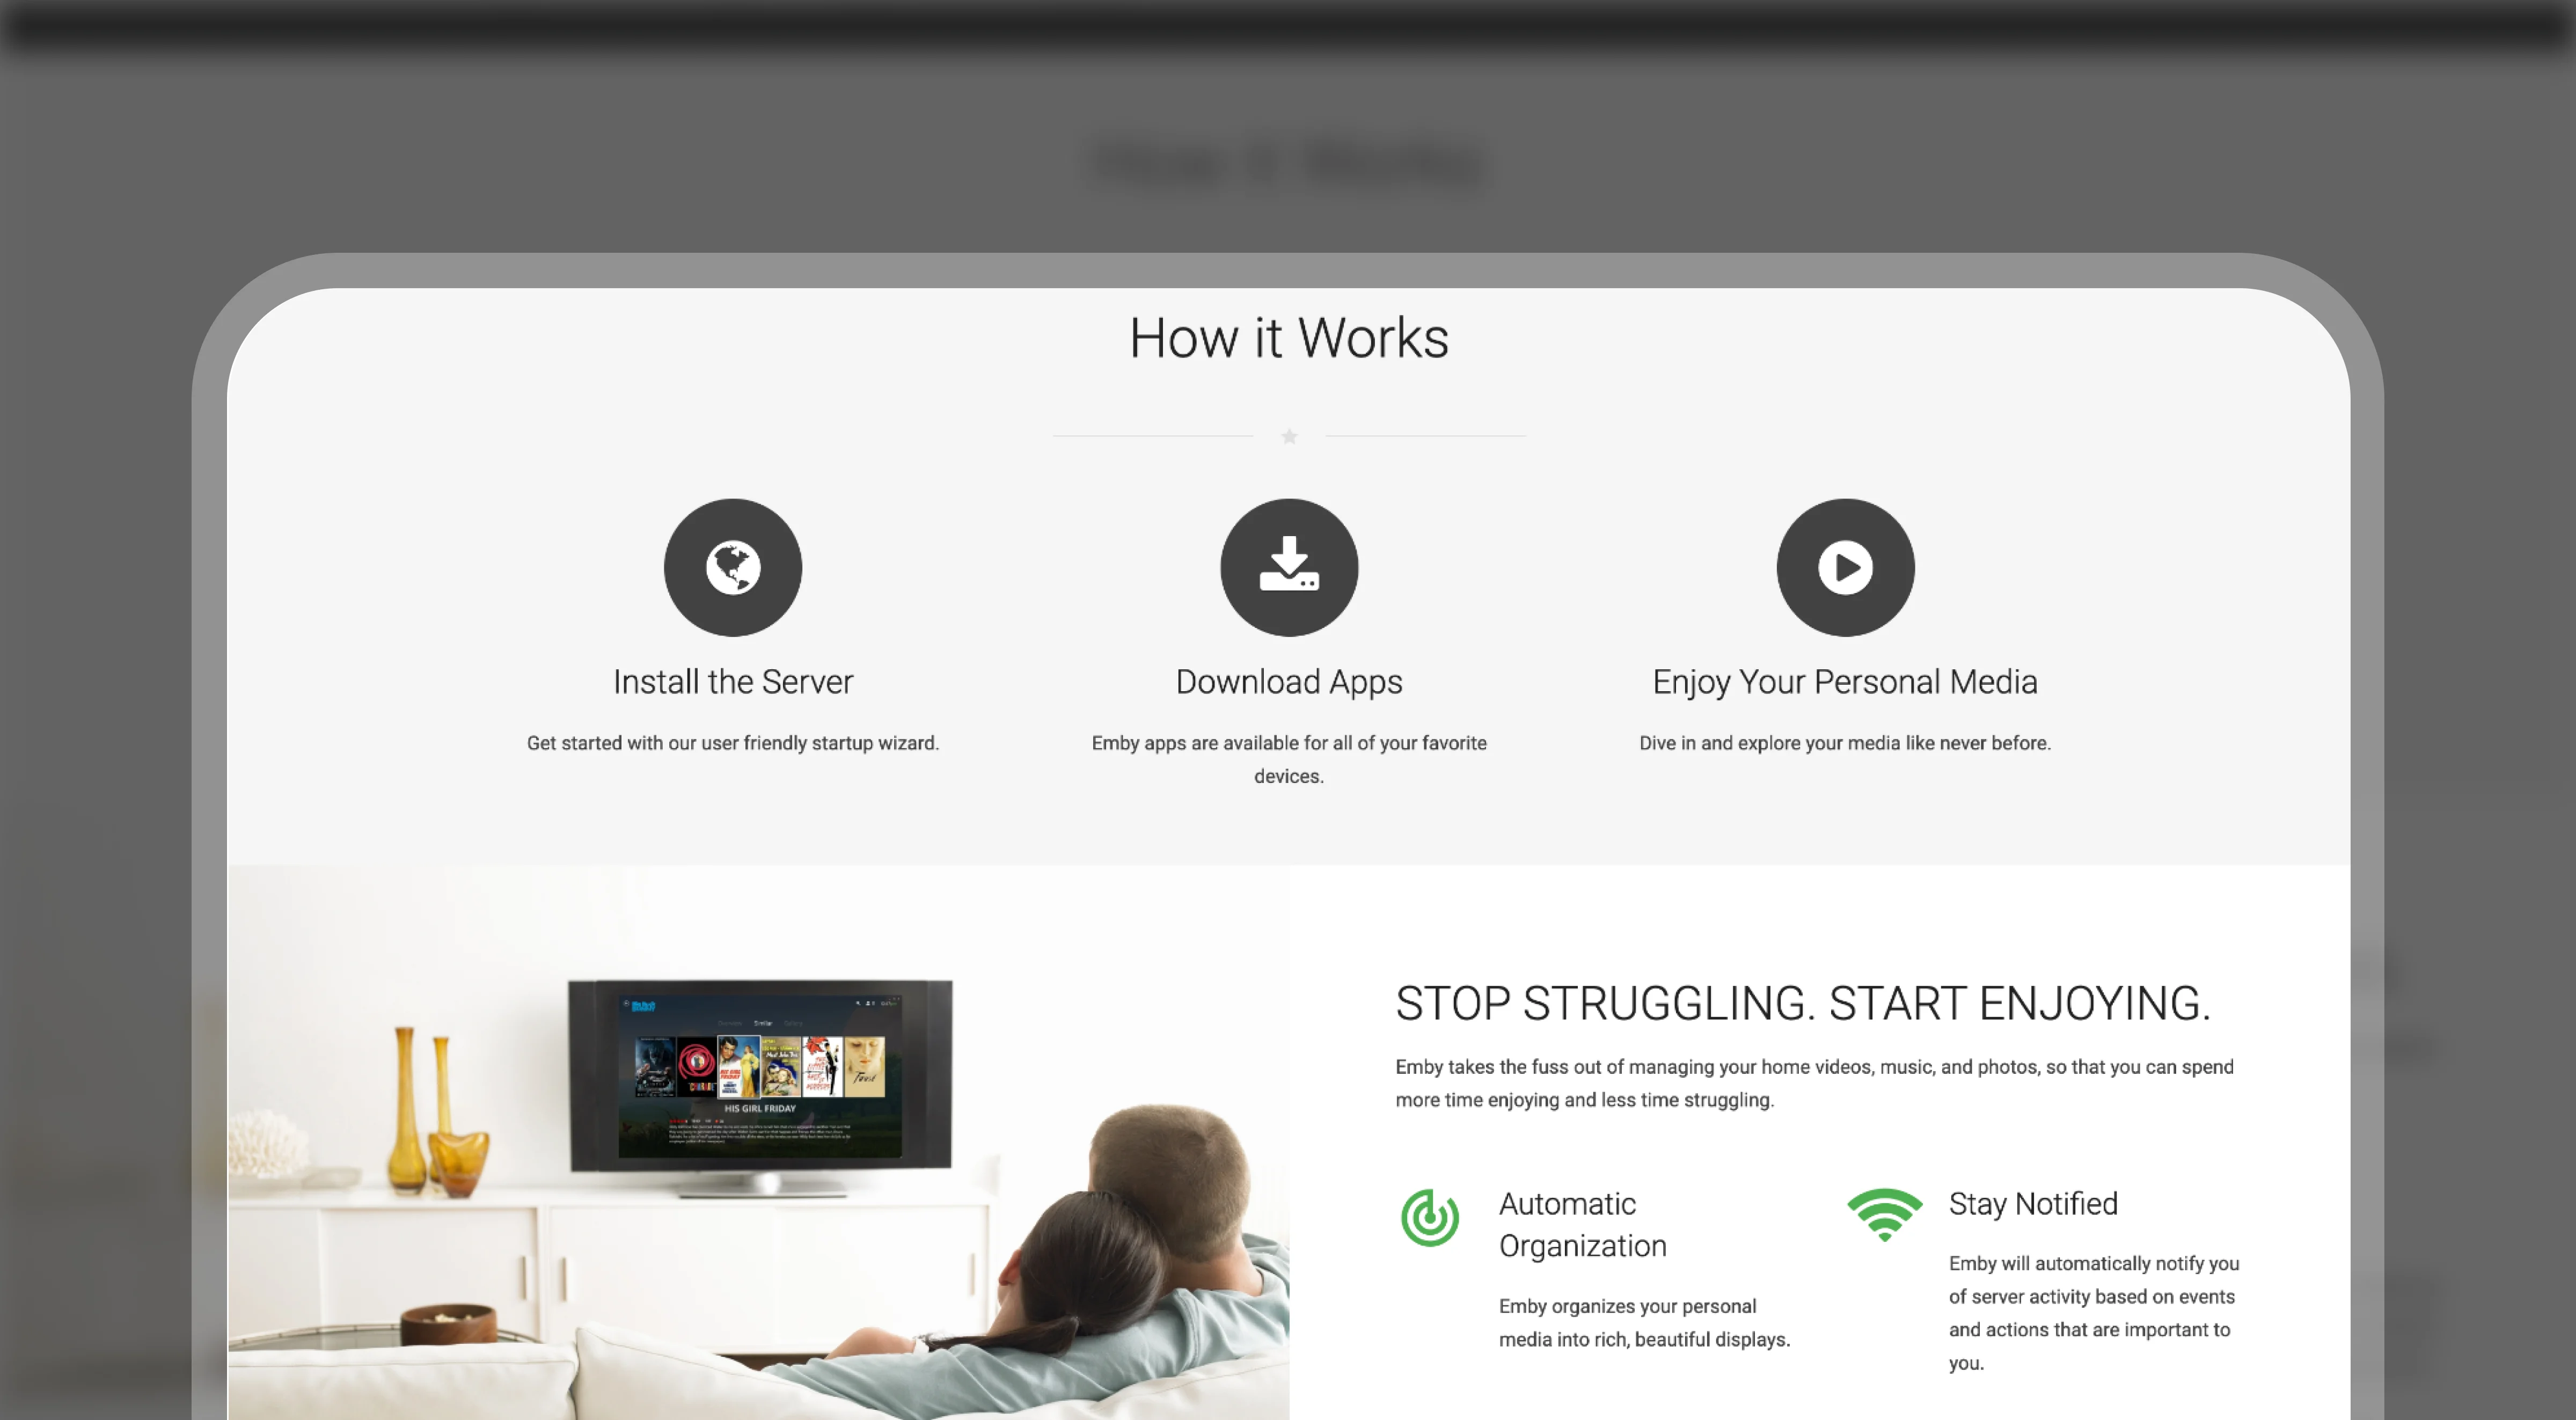 How it Works
How it Works
Install the Server
Get started with our user friendly startup wizard.
Download Apps
Emby apps are available for all of your favorite
devices.
Enjoy Your Personal Media
Dive in and explore your media like never before.
Similar
HIS GIRL FRIDAY
STOP STRUGGLING. START ENJOYING.
Emby takes the fuss out of managing your home videos, music, and photos, so that you can spend
more time enjoying and less time struggling.
Automatic
Organization
Emby organizes your personal
media into rich, beautiful displays.
Stay Notified
Emby will automatically notify you
of server activity based on events
and actions that are important to
you.